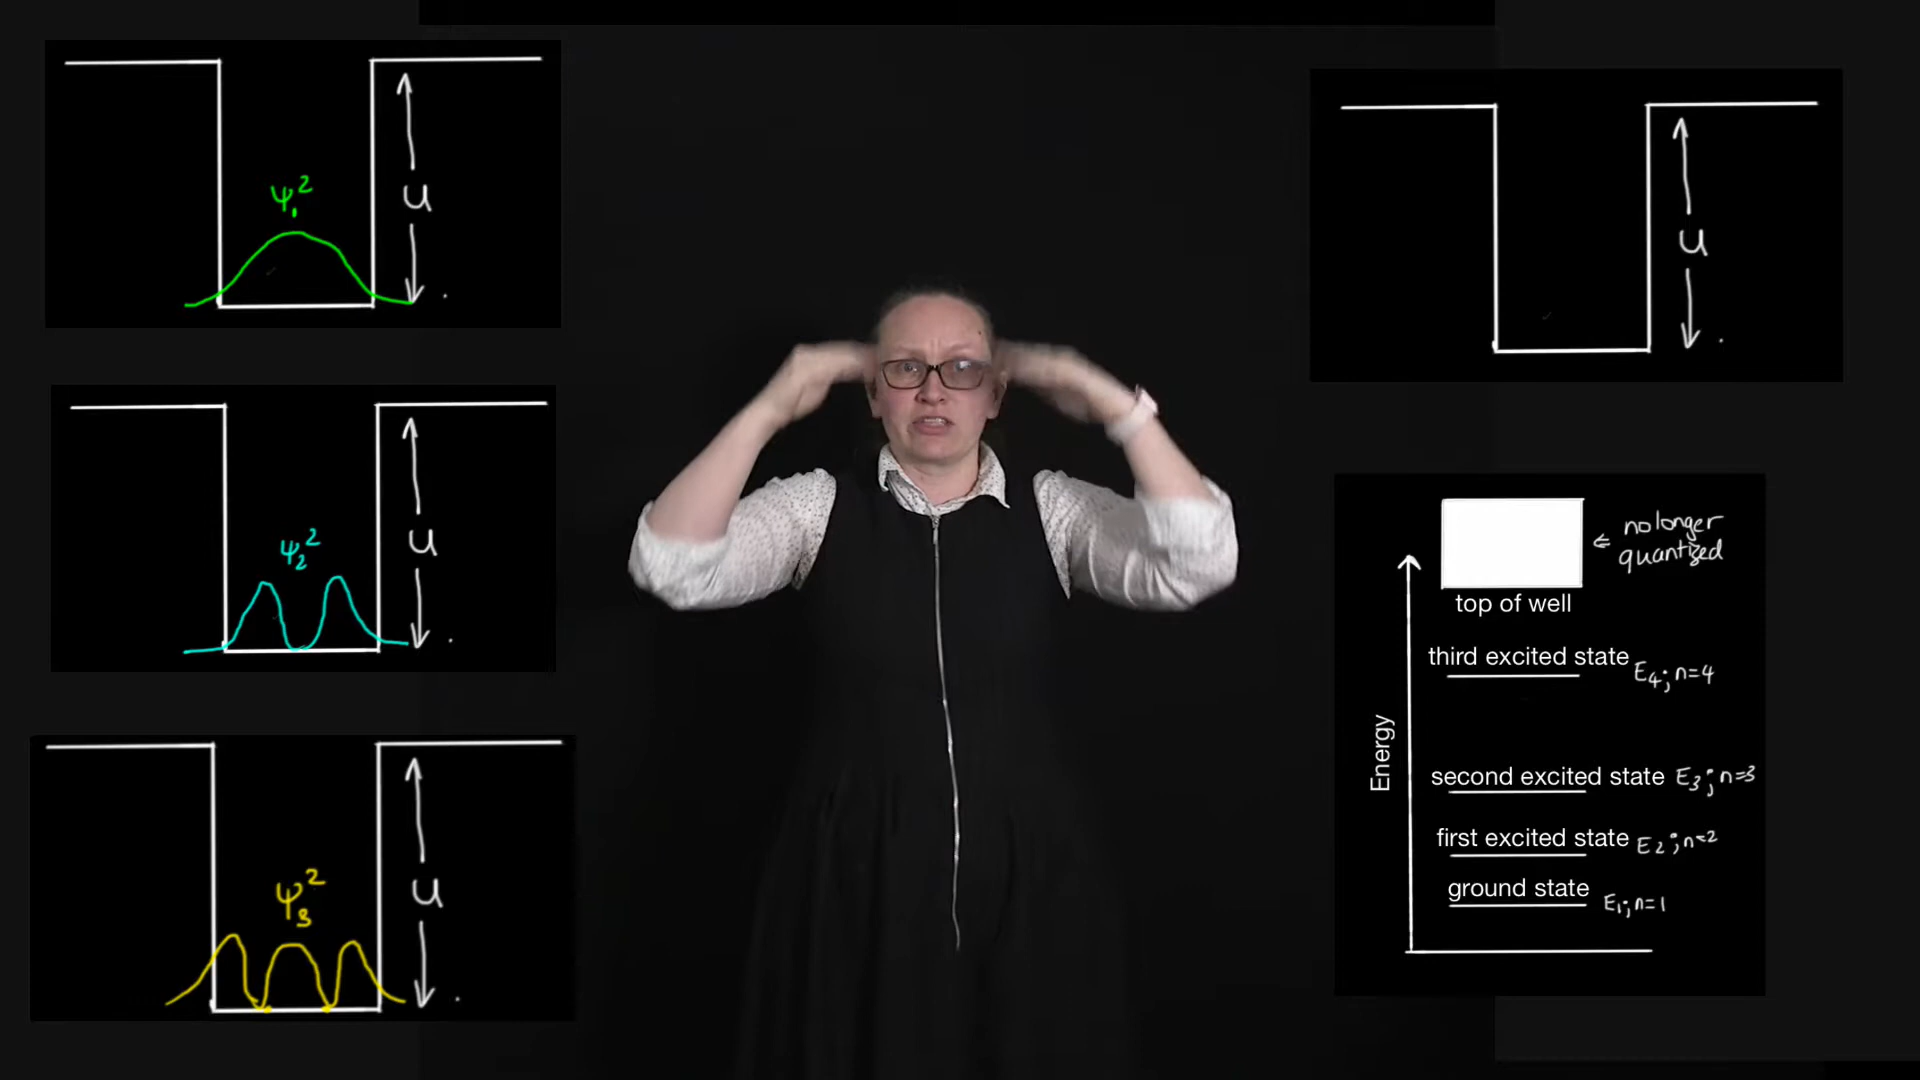 ψ₁²
u
ψ₂²
u
ψ₃²
u
u
no longer
quantized
top of well
third excited state E₄; n=4
second excited state E₃; n=3
first excited state E₂; n=2
ground state E₁; n=1
Energy